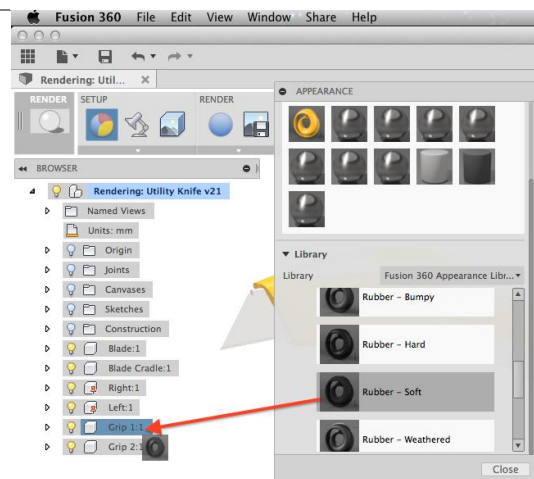 Fusion 360 File Edit View Window Share Help
Rendering: Util...
RENDER SETUP RENDER
APPEARANCE
BROWSER
Rendering: Utility Knife v21
Named Views
Units: mm
Origin
Joints
Canvases
Sketches
Construction
Blade:1
Blade Cradle:1
Right:1
Left:1
Grip 1:1
Grip 2:1
Library
Library Fusion 360 Appearance Libr...
Rubber - Bumpy
Rubber - Hard
Rubber - Soft
Rubber - Weathered
Close